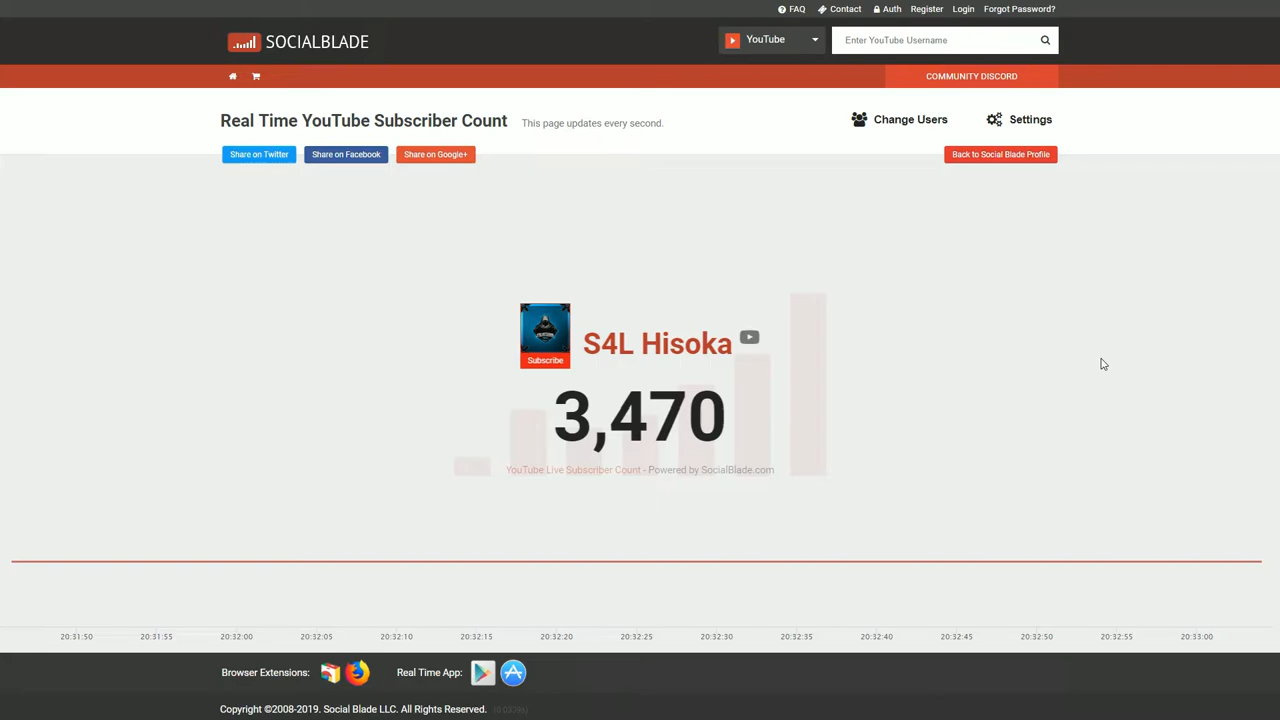 FAQ Contact Auth Register Login Forgot Password?
SOCIALBLADE YouTube Enter YouTube Username
COMMUNITY DISCORD
Real Time YouTube Subscriber Count This page updates every second. Change Users Settings
Share on Twitter Share on Facebook Share on Google+ Back to Social Blade Profile
S4L Hisoka
Subscribe
3,470
YouTube Live Subscriber Count - Powered by SocialBlade.com
20:31:50 20:31:55 20:32:00 20:32:05 20:32:10 20:32:15 20:32:20 20:32:25 20:32:30 20:32:35 20:32:40 20:32:45 20:32:50 20:32:55 20:33:00
Browser Extensions: Real Time App:
Copyright ©2008-2019. Social Blade LLC. All Rights Reserved.